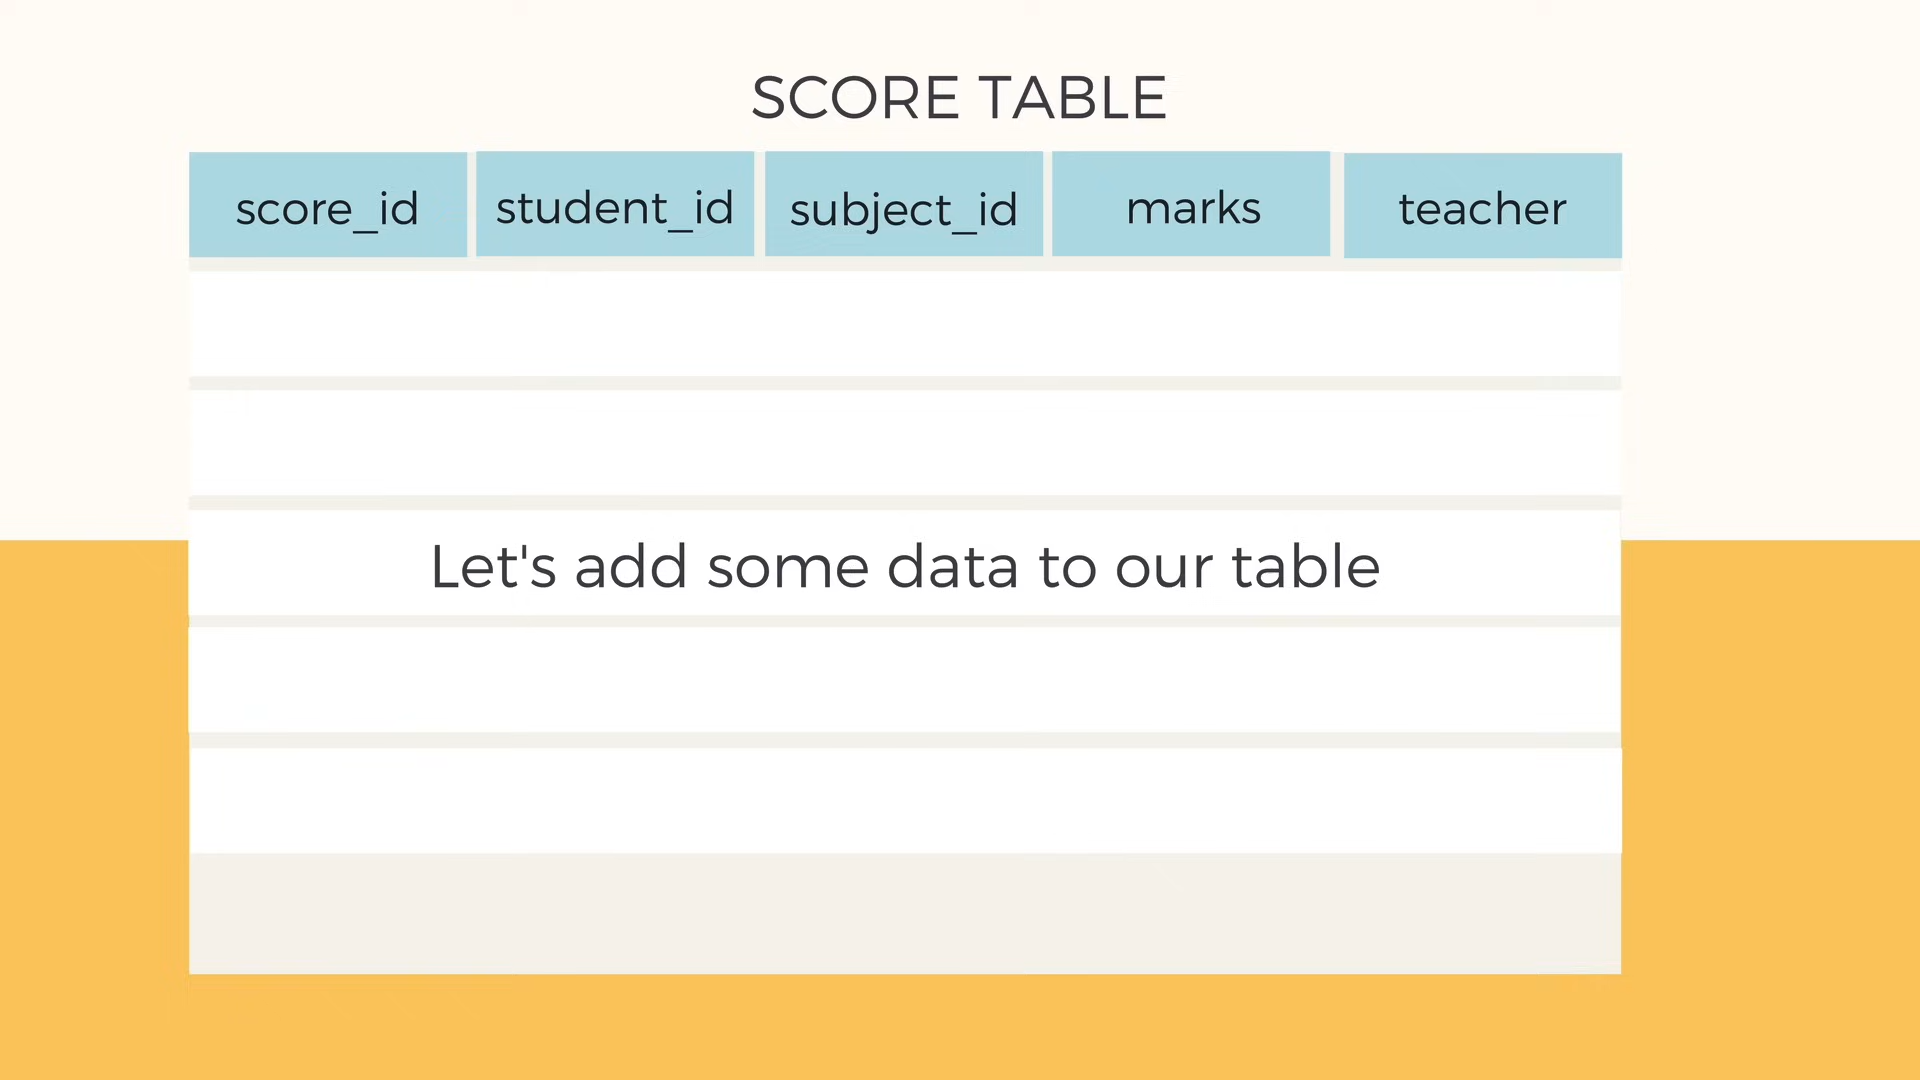 SCORE TABLE
score_id student_id subject_id marks teacher
Let's add some data to our table